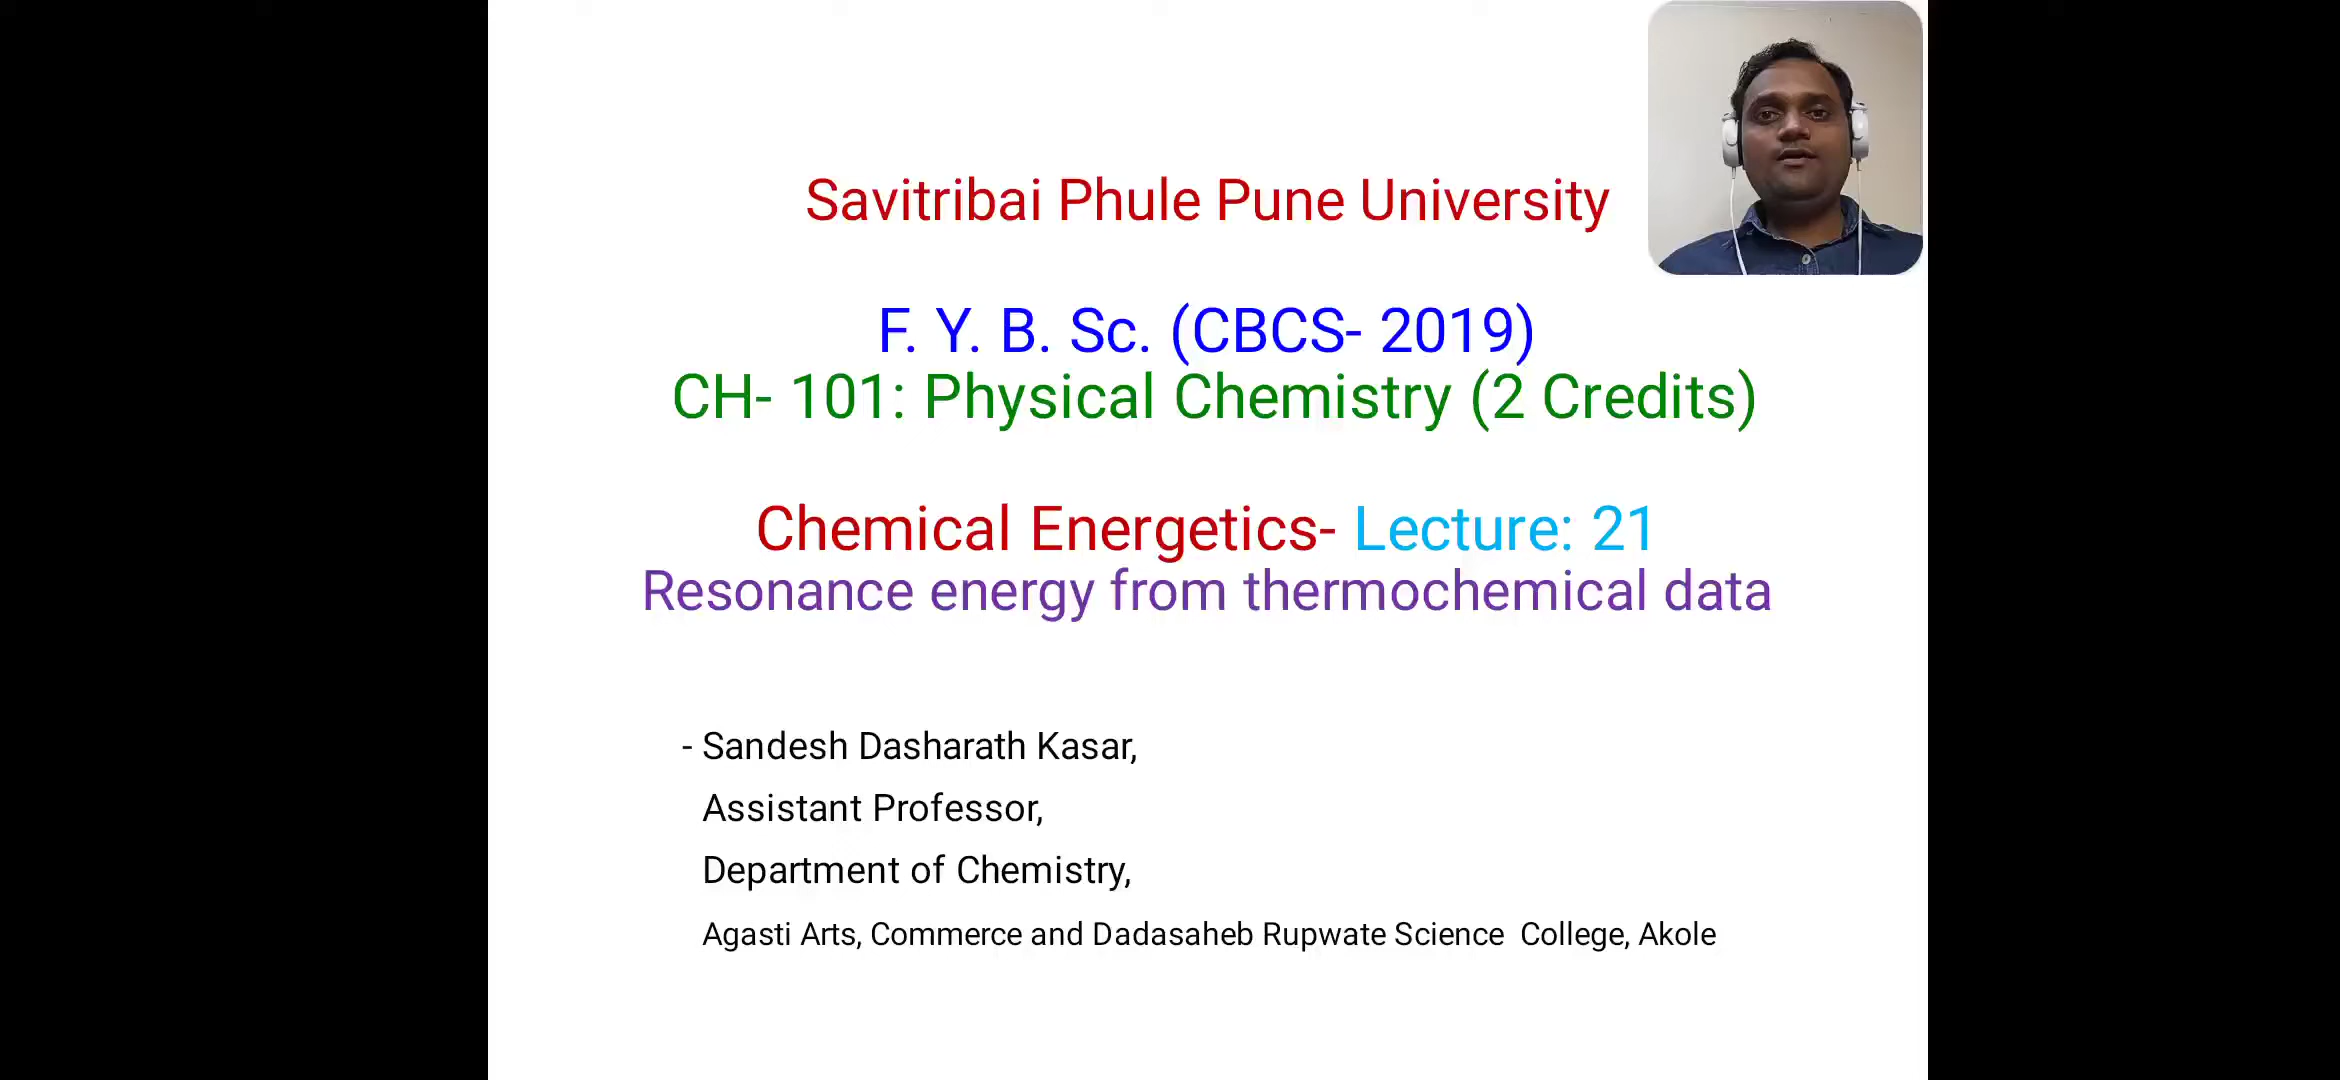 Savitribai Phule Pune University
F. Y. B. Sc. (CBCS- 2019)
CH- 101: Physical Chemistry (2 Credits)
Chemical Energetics- Lecture: 21
Resonance energy from thermochemical data
- Sandesh Dasharath Kasar,
Assistant Professor,
Department of Chemistry,
Agasti Arts, Commerce and Dadasaheb Rupwate Science College, Akole